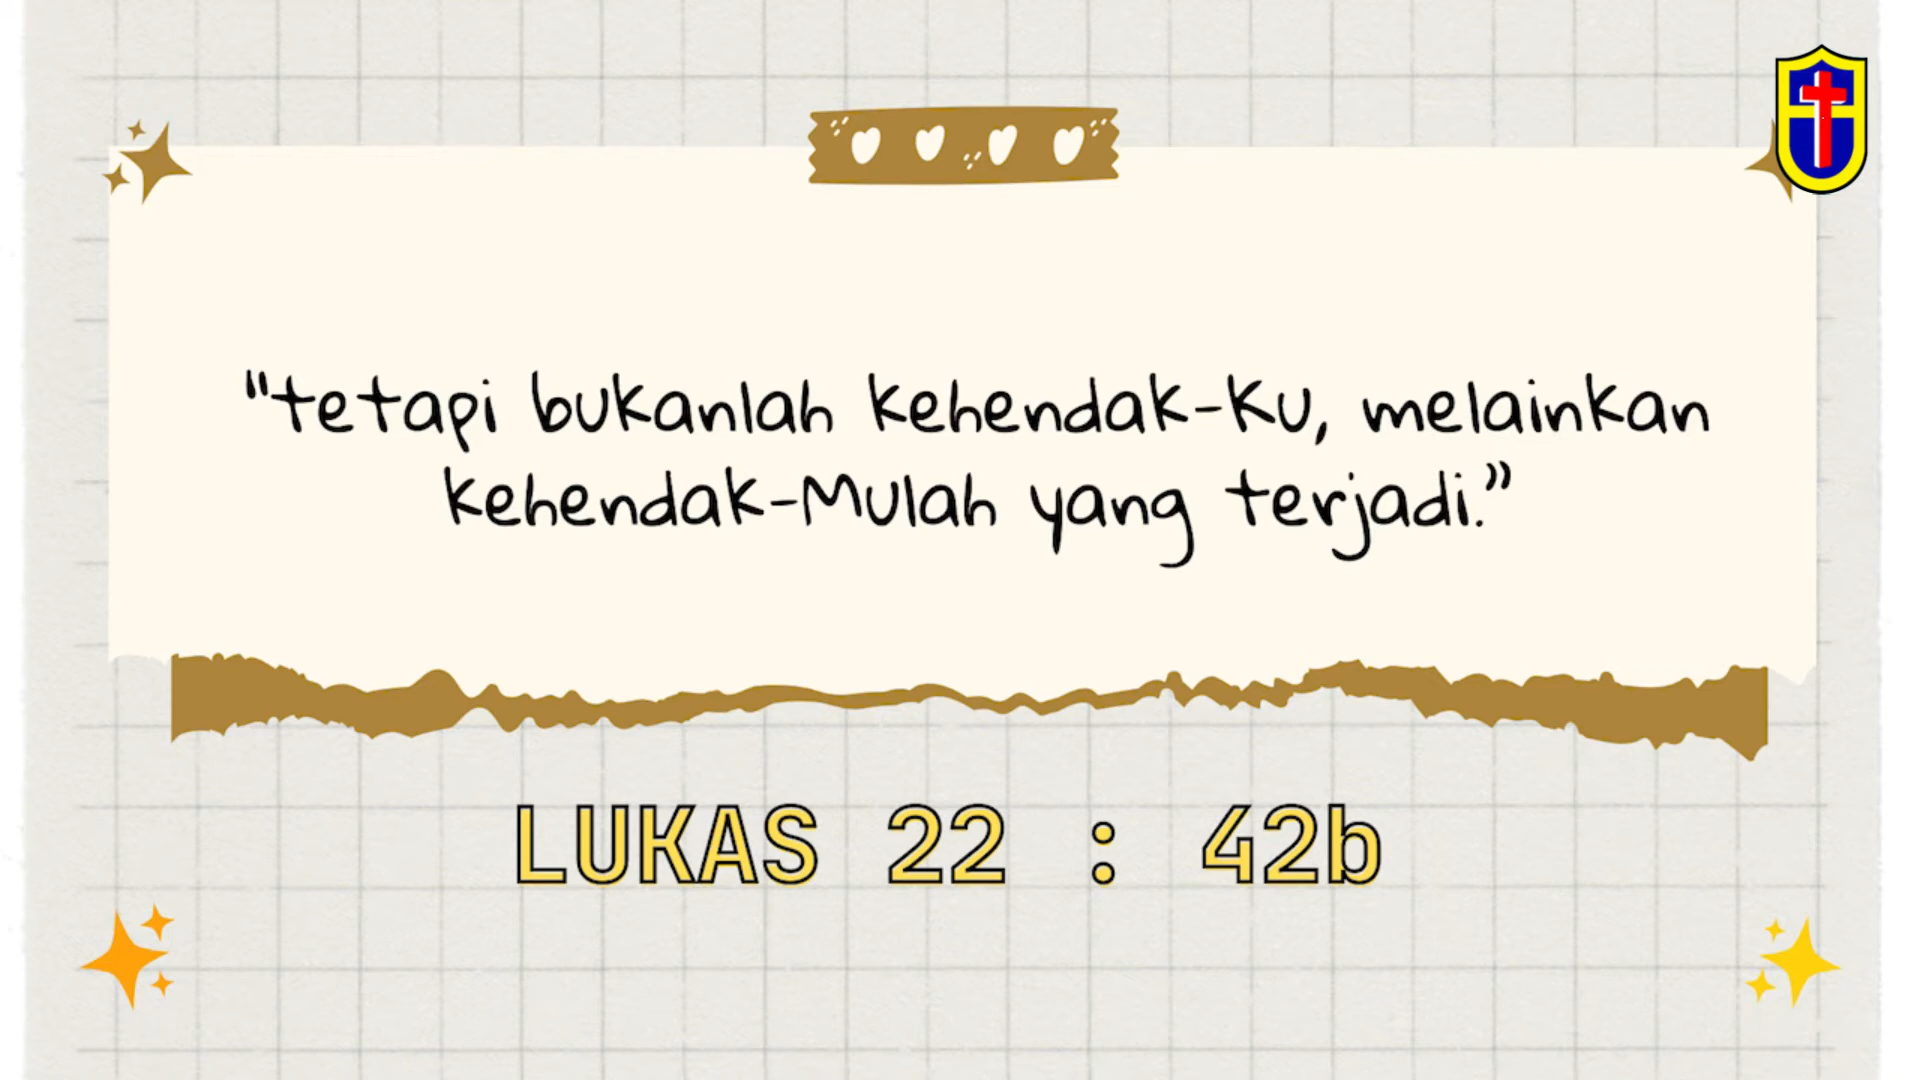 "tetapi bukanlah kehendak-Ku, melainkan
kehendak-Mulah yang terjadi.”
LUKAS 22 : 42b